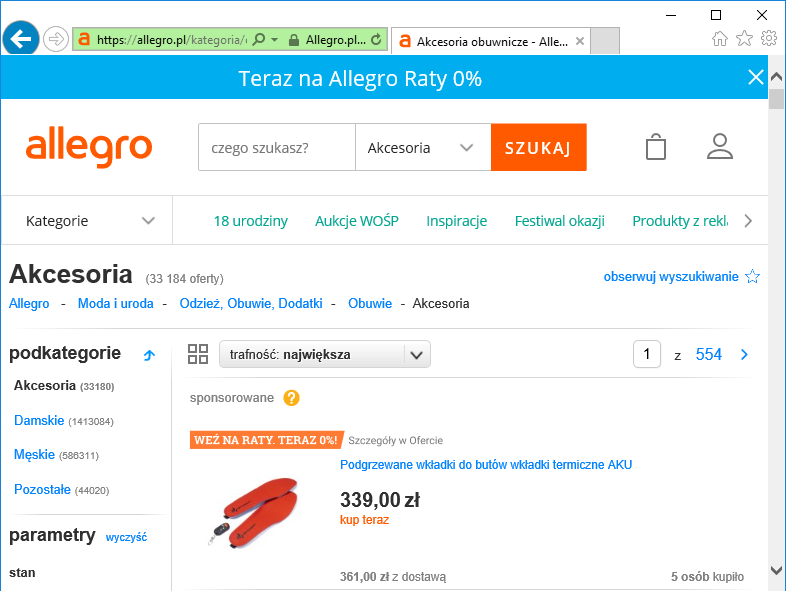 https://allegro.pl/kategoria/
Allegro.pl...
Akcesoria obuwnicze - Alle...
Teraz na Allegro Raty 0%
allegro
czego szukasz?
Akcesoria
SZUKAJ
Kategorie
18 urodziny
Aukcje WOŚP
Inspiracje
Festiwal okazji
Produkty z rekla
Akcesoria (33 184 oferty)
obserwuj wyszukiwanie
Allegro - Moda i uroda - Odzież, Obuwie, Dodatki - Obuwie - Akcesoria
podkategorie
Akcesoria (33180)
Damskie (1413084)
Męskie (586311)
Pozostałe (44020)
parametry wyczyść
stan
trafność: największa
1 z 554
sponsorowane ?
WEŹ NA RATY. TERAZ 0%! Szczegóły w Ofercie
Podgrzewane wkładki do butów wkładki termiczne AKU
339,00 zł
kup teraz
361,00 zł z dostawą
5 osób kupiło